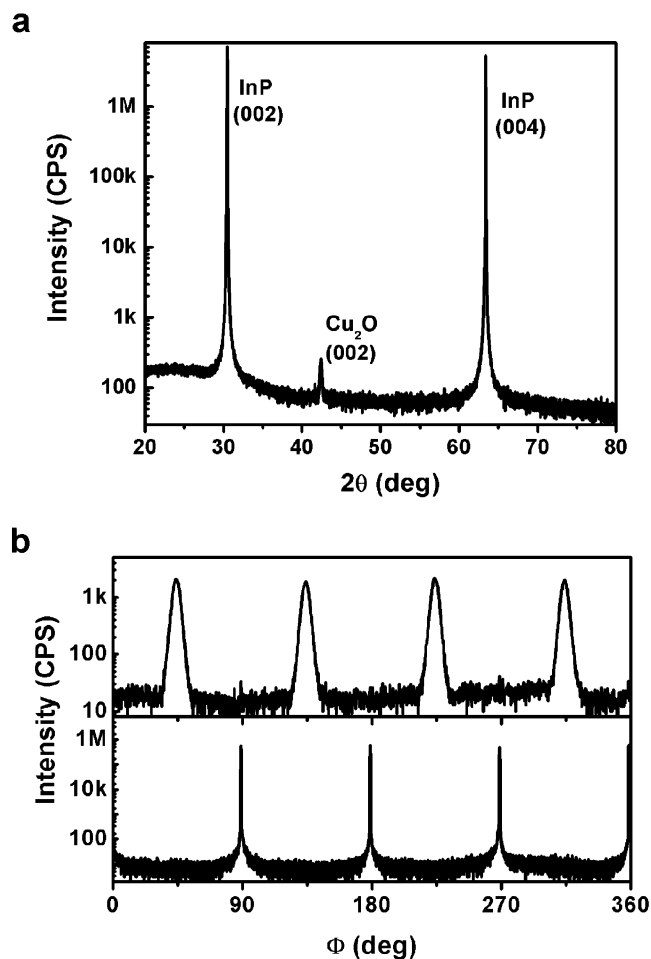 a
InP
(002)
InP
(004)
Cu₂O
(002)
1M
100k
10k
1k
100
Intensity (CPS)
20 30 40 50 60 70 80
2θ (deg)
b
1k
100
10
1M
10k
100
Intensity (CPS)
0 90 180 270 360
Φ (deg)